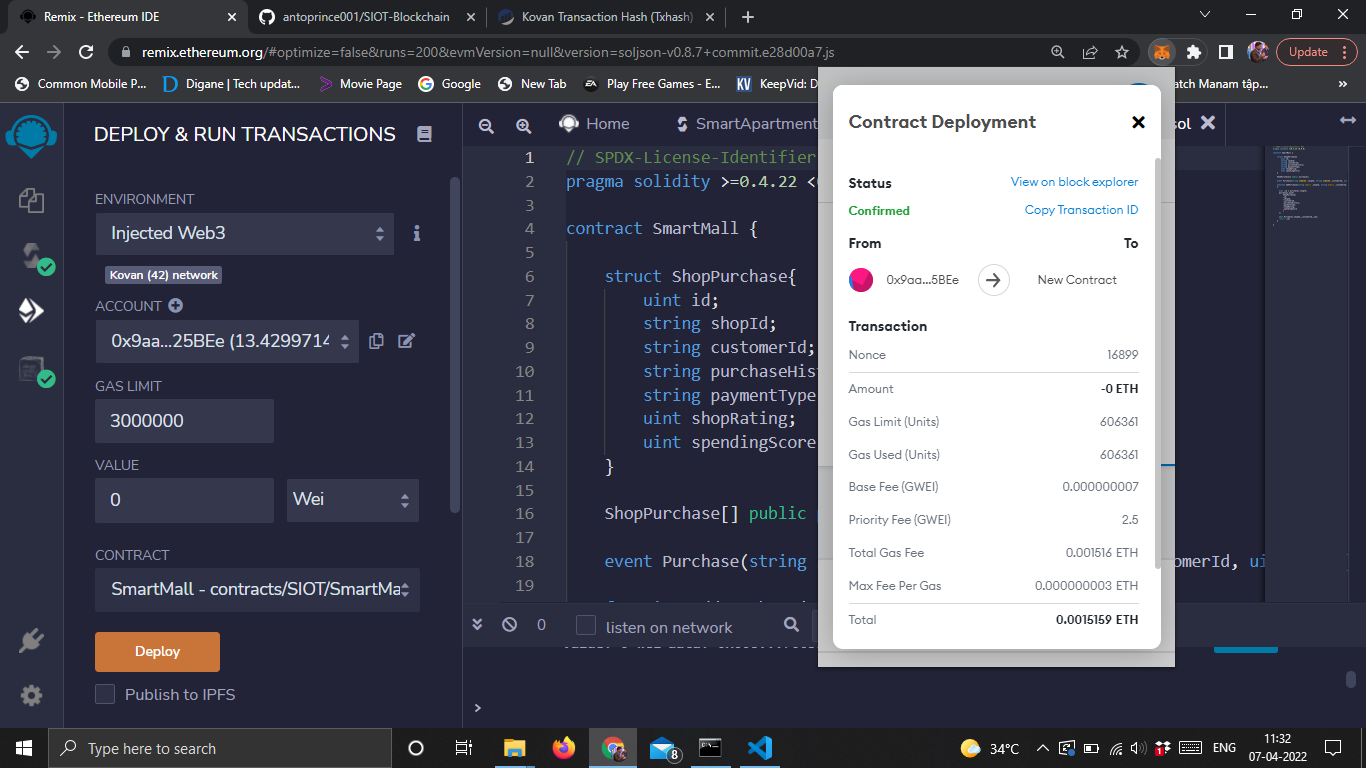 Remix - Ethereum IDE
antoprince001/SIOT-Blockchain
Kovan Transaction Hash (Txhash)
remix.ethereum.org/#optimize=false&runs=200&evmVersion=null&version=soljson-v0.8.7+commit.e28d00a7.js
Update
Common Mobile P...
Digane | Tech updat...
Movie Page
Google
New Tab
Play Free Games - E...
KeepVid: D
atch Manam tập...
DEPLOY & RUN TRANSACTIONS
ENVIRONMENT
Injected Web3
Kovan (42) network
ACCOUNT
0x9aa...25BEe (13.4299714
GAS LIMIT
3000000
VALUE
0
Wei
CONTRACT
SmartMall - contracts/SIOT/SmartMa
Deploy
Publish to IPFS
Home
SmartApartment
sol
1 // SPDX-License-Identifier
2 pragma solidity >=0.4.22 <
3
4 contract SmartMall {
5
6 struct ShopPurchase{
7 uint id;
8 string shopId;
9 string customerId;
10 string purchaseHis
11 string paymentType
12 uint shopRating;
13 uint spendingScore
14 }
15
16 ShopPurchase[] public
17
18 event Purchase(string
omerId, ui
19
0
listen on network
>
Contract Deployment
Status
View on block explorer
Confirmed
Copy Transaction ID
From
To
0x9aa...5BEe
New Contract
Transaction
Nonce
16899
Amount
-0 ETH
Gas Limit (Units)
606361
Gas Used (Units)
606361
Base Fee (GWEI)
0.000000007
Priority Fee (GWEI)
2.5
Total Gas Fee
0.001516 ETH
Max Fee Per Gas
0.000000003 ETH
Total
0.0015159 ETH
Type here to search
8
34°C
1
ENG
11:32
07-04-2022